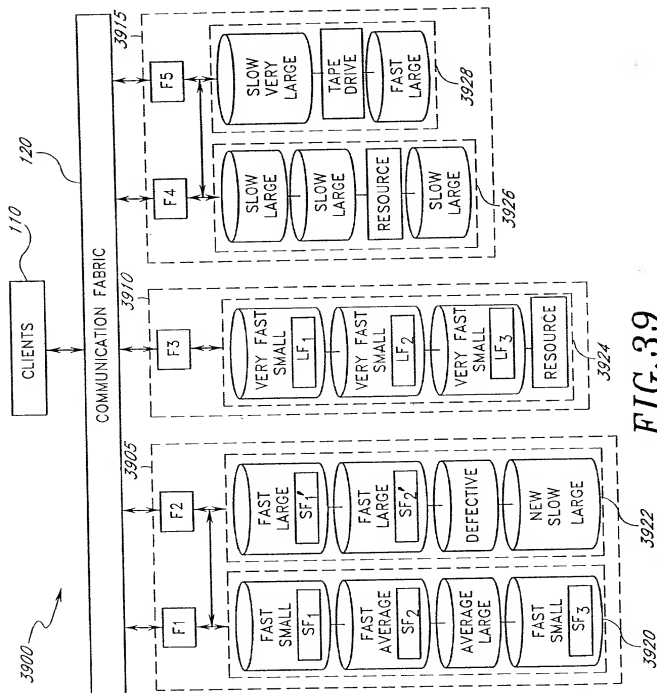 3900
110
CLIENTS
120
COMMUNICATION FABRIC
3905
F1
F2
FAST
SMALL
SF1
FAST
AVERAGE
SF2
AVERAGE
LARGE
FAST
SMALL
SF3
3920
FAST
LARGE
SF1'
FAST
LARGE
SF2'
DEFECTIVE
NEW
SLOW
LARGE
3922
3910
F3
VERY FAST
SMALL
LF1
VERY FAST
SMALL
LF2
VERY FAST
SMALL
LF3
RESOURCE
3924
3915
F4
F5
SLOW
LARGE
SLOW
LARGE
RESOURCE
SLOW
LARGE
3926
SLOW
VERY
LARGE
TAPE
DRIVE
FAST
LARGE
3928
FIG.39